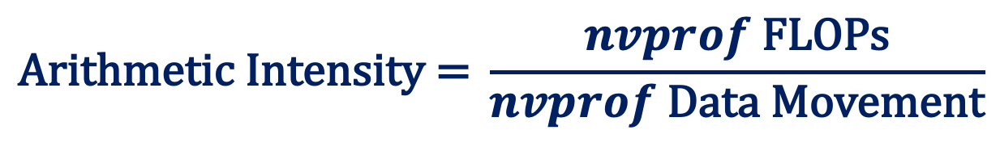 Arithmetic Intensity = nvprof FLOPs
nvprof Data Movement